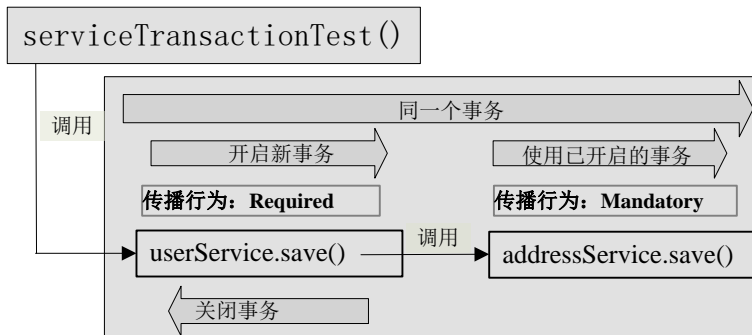 serviceTransactionTest()
调用
同一个事务
开启新事务
使用已开启的事务
传播行为：Required
传播行为：Mandatory
userService.save()
调用
addressService.save()
关闭事务